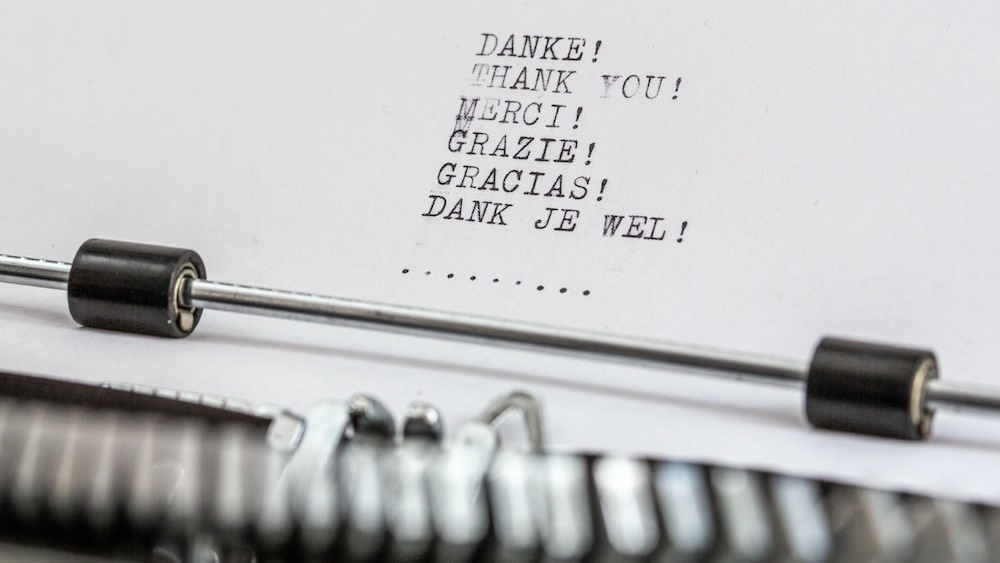 DANKE!
THANK YOU!
MERCI!
GRAZIE!
GRACIAS!
DANK JE WEL!
..........